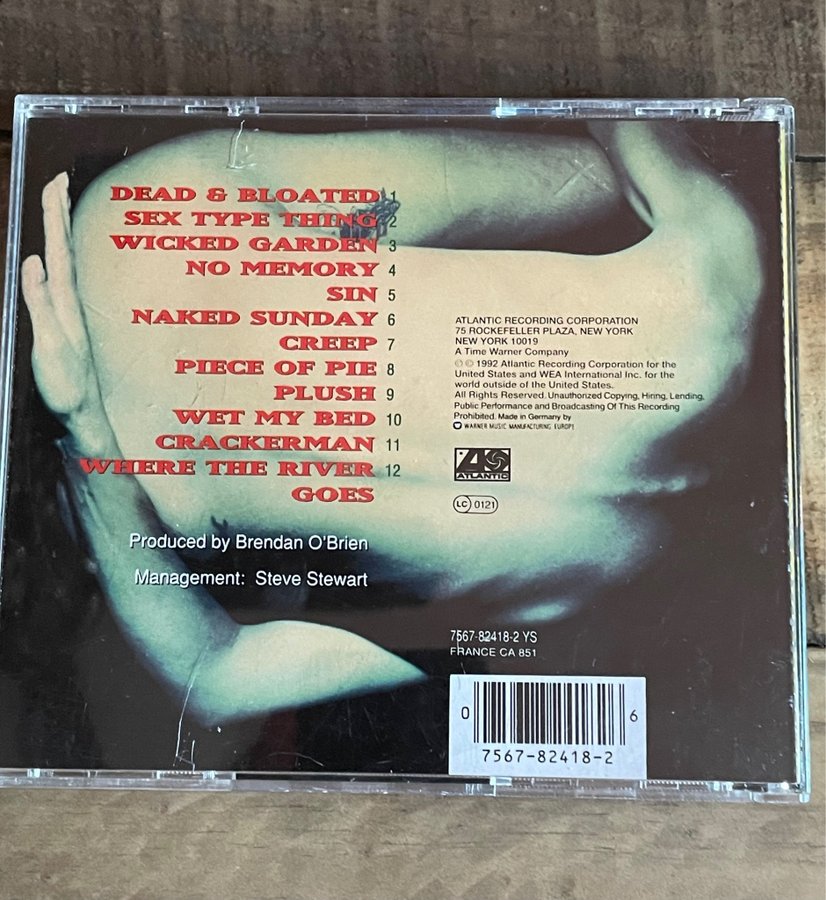 DEAD & BLOATED 1
SEX TYPE THING 2
WICKED GARDEN 3
NO MEMORY 4
SIN 5
NAKED SUNDAY 6
CREEP 7
PIECE OF PIE 8
PLUSH 9
WET MY BED 10
CRACKERMAN 11
WHERE THE RIVER 12
GOES
Produced by Brendan O'Brien
Management: Steve Stewart
ATLANTIC RECORDING CORPORATION
75 ROCKEFELLER PLAZA, NEW YORK
NEW YORK 10019
A Time Warner Company
℗ © 1992 Atlantic Recording Corporation for the
United States and WEA International Inc. for the
world outside of the United States.
All Rights Reserved. Unauthorized Copying, Hiring, Lending,
Public Performance and Broadcasting Of This Recording
Prohibited. Made in Germany by
WARNER MUSIC MANUFACTURING EUROPE
ATLANTIC
LC 0121
7567-82418-2 YS
FRANCE CA 851
0 6
7567-82418-2